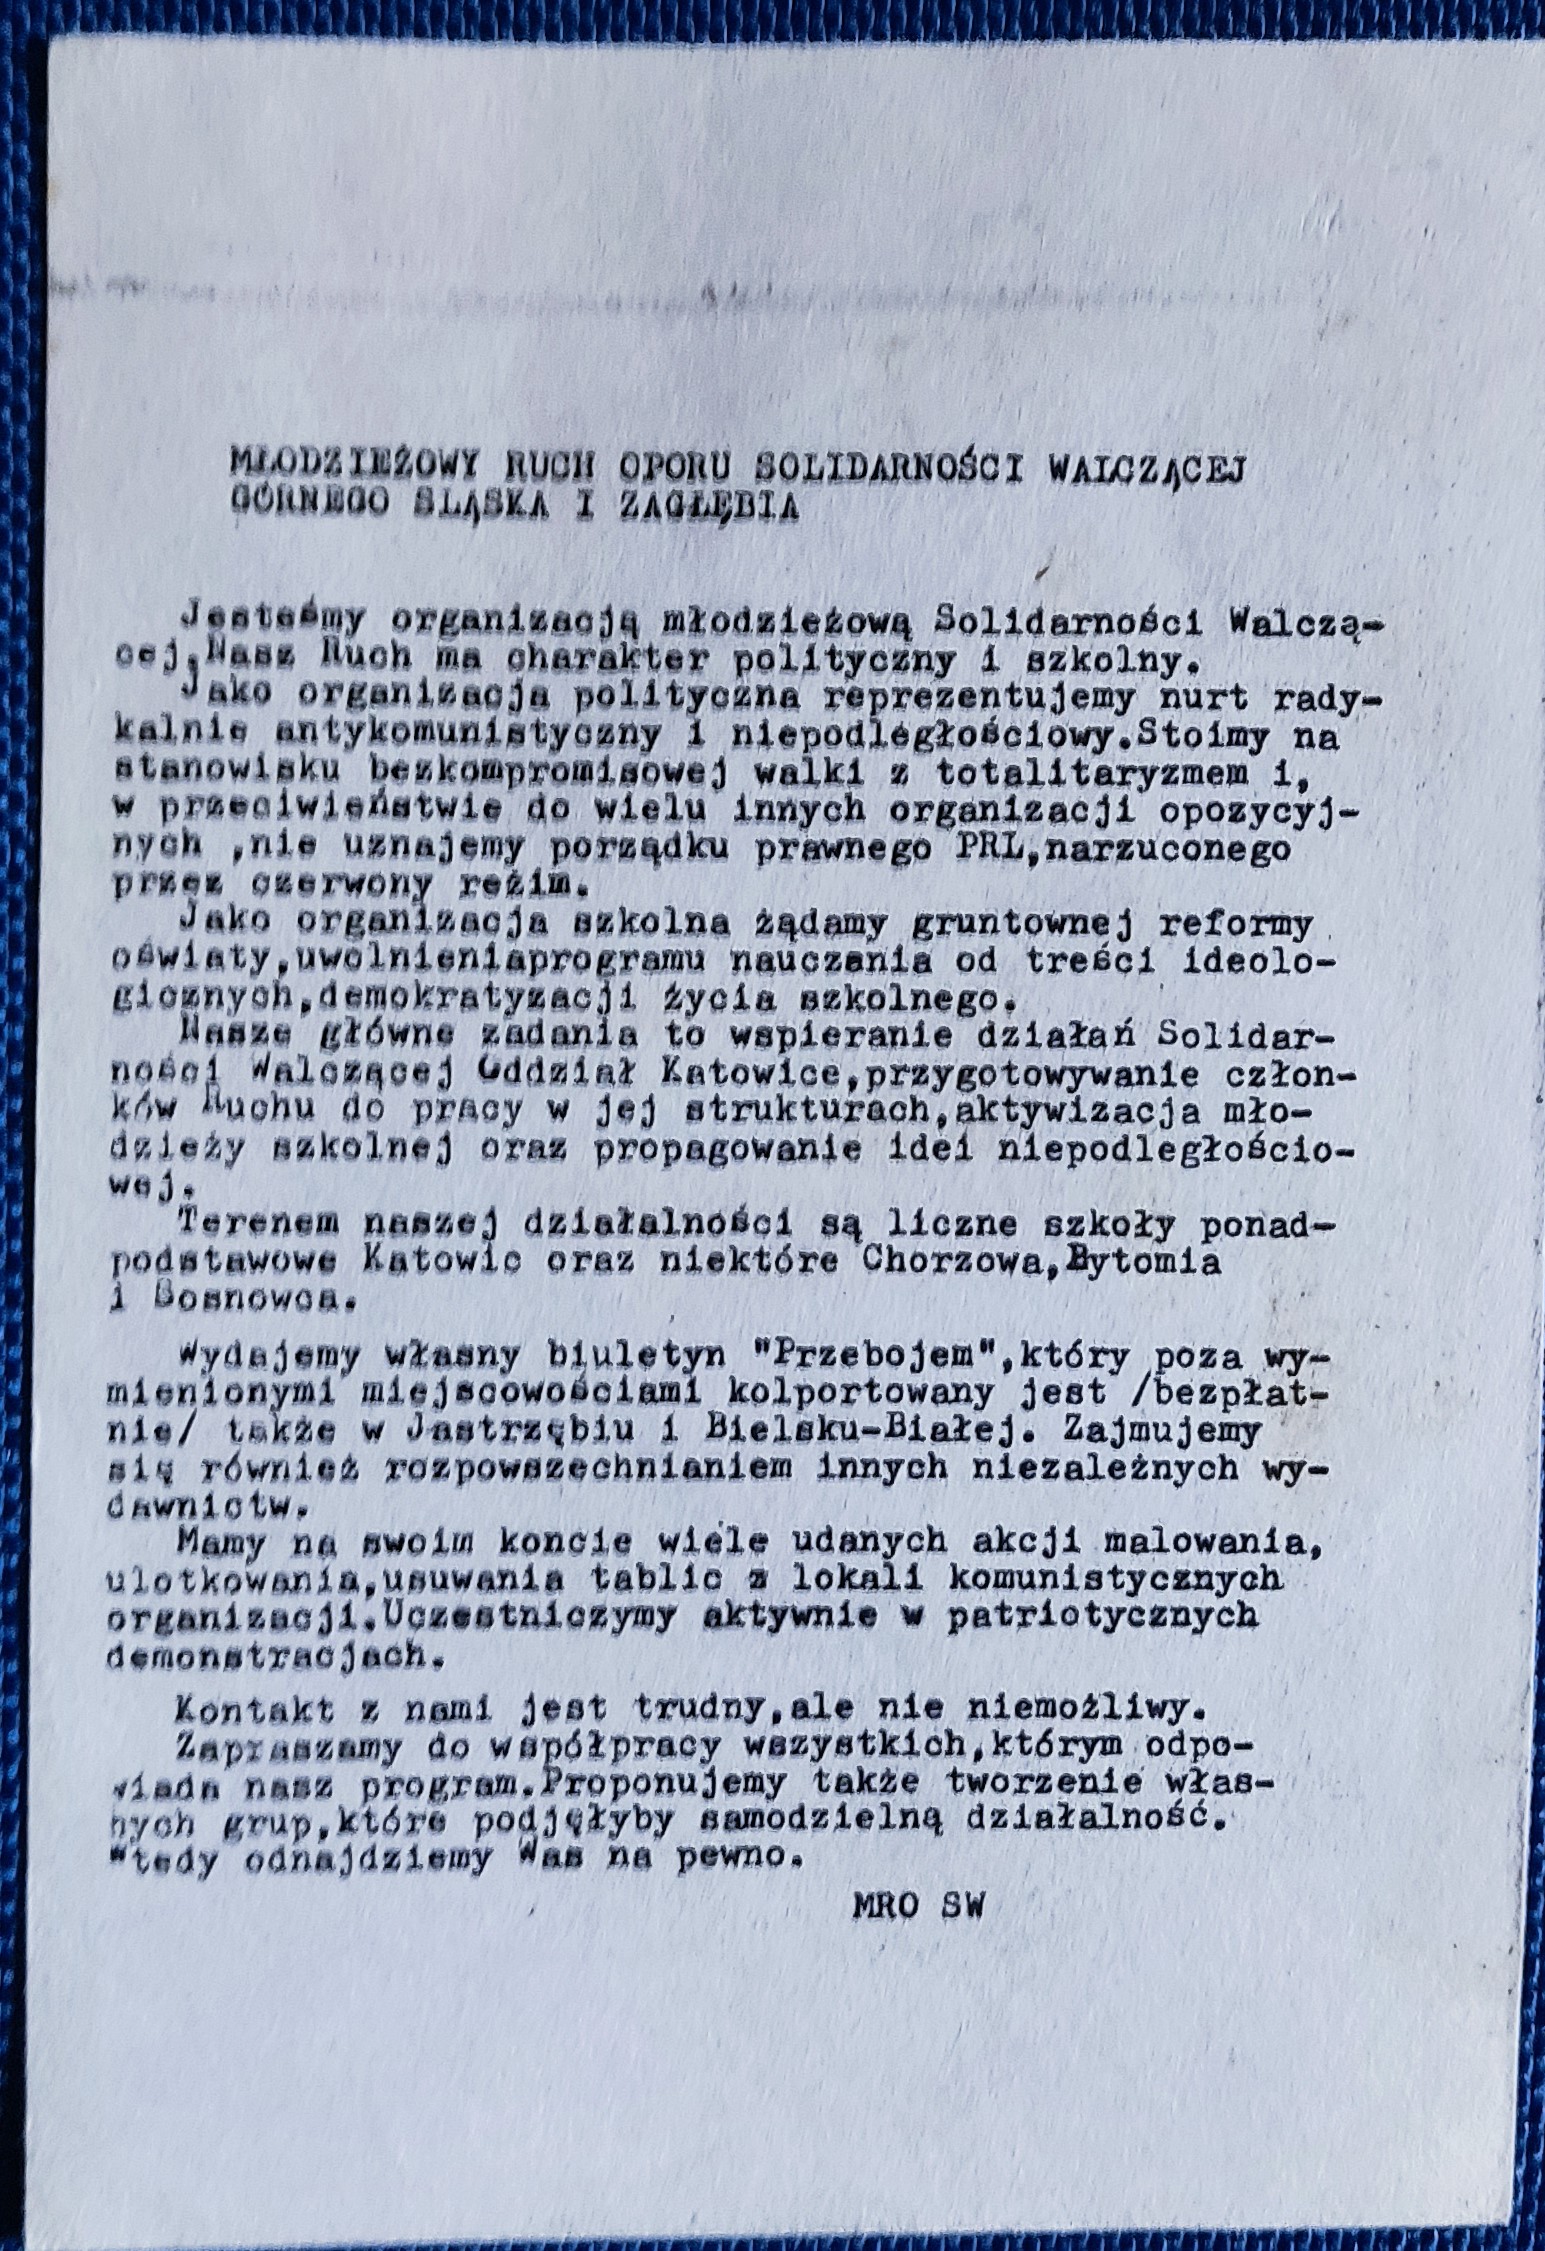 MŁODZIEŻOWY RUCH OPORU SOLIDARNOŚCI WALCZĄCEJ
GÓRNEGO SLĄSKA I ZAGŁĘBIA
Jesteśmy organizacją młodzieżową Solidarności Walczą-
cej.Nasz Ruch ma charakter polityczny i szkolny.
Jako organizacja polityczna reprezentujemy nurt rady-
kalnie antykomunistyczny i niepodległościowy.Stoimy na
stanowisku bezkompromisowej walki z totalitaryzmem i,
w przeciwieństwie do wielu innych organizacji opozycyj-
nych ,nie uznajemy porządku prawnego PRL,narzuconego
przez czerwony reżim.
Jako organizacja szkolna żądamy gruntownej reformy
oświaty,uwolnieniaprogramu nauczania od treści ideolo-
gicznych,demokratyzacji życia szkolnego.
Nasze główne zadania to wspieranie działań Solidar-
ności Walczącej Oddział Katowice,przygotowywanie człon-
ków Ruchu do pracy w jej strukturach,aktywizacja mło-
dzieży szkolnej oraz propagowanie idei niepodległościo-
wej.
Terenem naszej działalności są liczne szkoły ponad-
podstawowe Katowic oraz niektóre Chorzowa,Bytomia
i Sosnowca.
Wydajemy własny biuletyn "Przebojem",który poza wy-
mienionymi miejscowościami kolportowany jest /bezpłat-
nie/ także w Jastrzębiu i Bielsku-Białej. Zajmujemy
się również rozpowszechnianiem innych niezależnych wy-
dawnictw.
Mamy na swoim koncie wiele udanych akcji malowania,
ulotkowania,usuwania tablic z lokali komunistycznych
organizacji.Uczestniczymy aktywnie w patriotycznych
demonstracjach.
Kontakt z nami jest trudny,ale nie niemożliwy.
Zapraszamy do współpracy wszystkich,którym odpo-
wiada nasz program.Proponujemy także tworzenie włas-
nych grup,które podjęłyby samodzielną działalność.
Wtedy odnajdziemy Was na pewno.
MRO SW